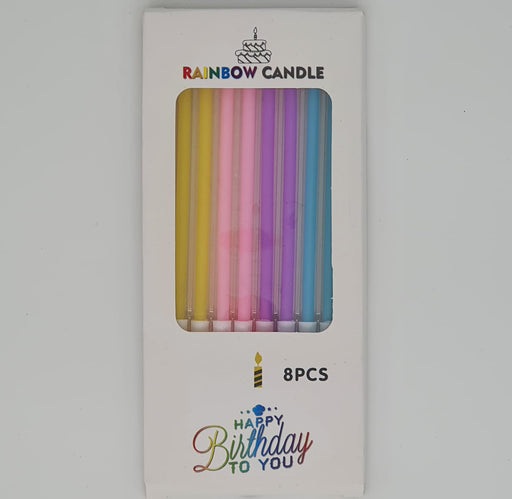 RAINBOW CANDLE
8PCS
HAPPY
Birthday
TO YOU